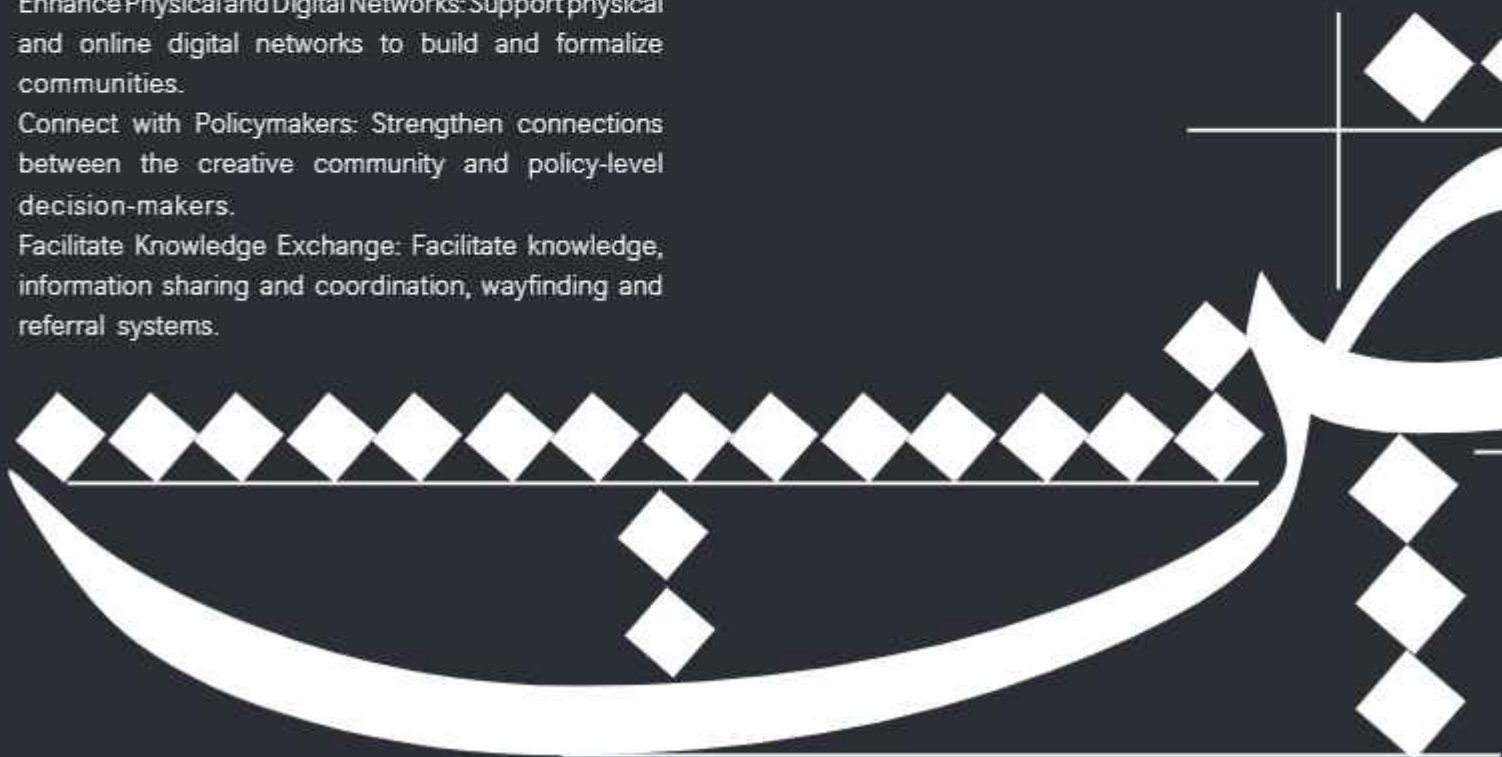 Enhance Physical and Digital Networks: Support physical
and online digital networks to build and formalize
communities.
Connect with Policymakers: Strengthen connections
between the creative community and policy-level
decision-makers.
Facilitate Knowledge Exchange: Facilitate knowledge,
information sharing and coordination, wayfinding and
referral systems.